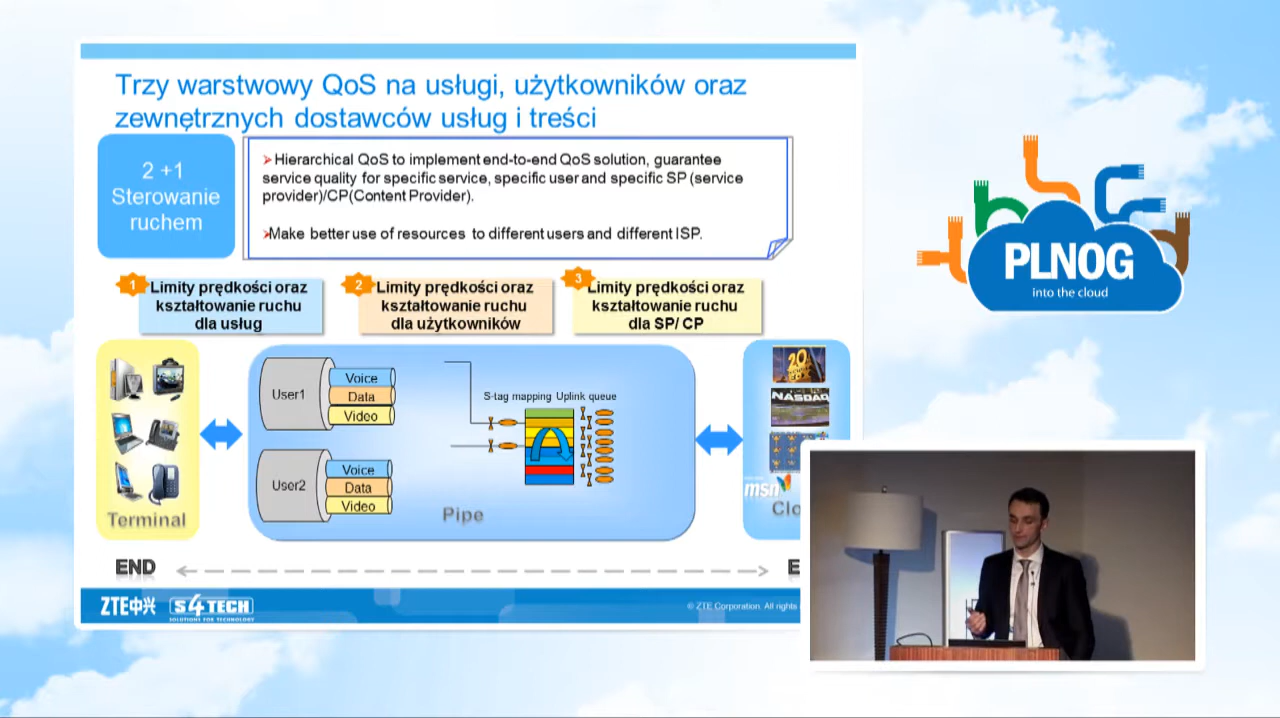 Trzy warstwowy QoS na usługi, użytkowników oraz
zewnętrznych dostawców usług i treści
2 +1
Sterowanie
ruchem
➢Hierarchical QoS to implement end-to-end QoS solution, guarantee
service quality for specific service, specific user and specific SP (service
provider)/CP(Content Provider).
➢Make better use of resources to different users and different ISP.
1
Limity prędkości oraz
kształtowanie ruchu
dla usług
2
Limity prędkości oraz
kształtowanie ruchu
dla użytkowników
3
Limity prędkości oraz
kształtowanie ruchu
dla SP/ CP
Terminal
User1
Voice
Data
Video
User2
Voice
Data
Video
S-tag mapping
Uplink queue
Pipe
20
NASDAQ
msn
Clo
END
E
ZTE中兴
S4TECH
SOLUTIONS FOR TECHNOLOGY
© ZTE Corporation. All rights
PLNOG
into the cloud